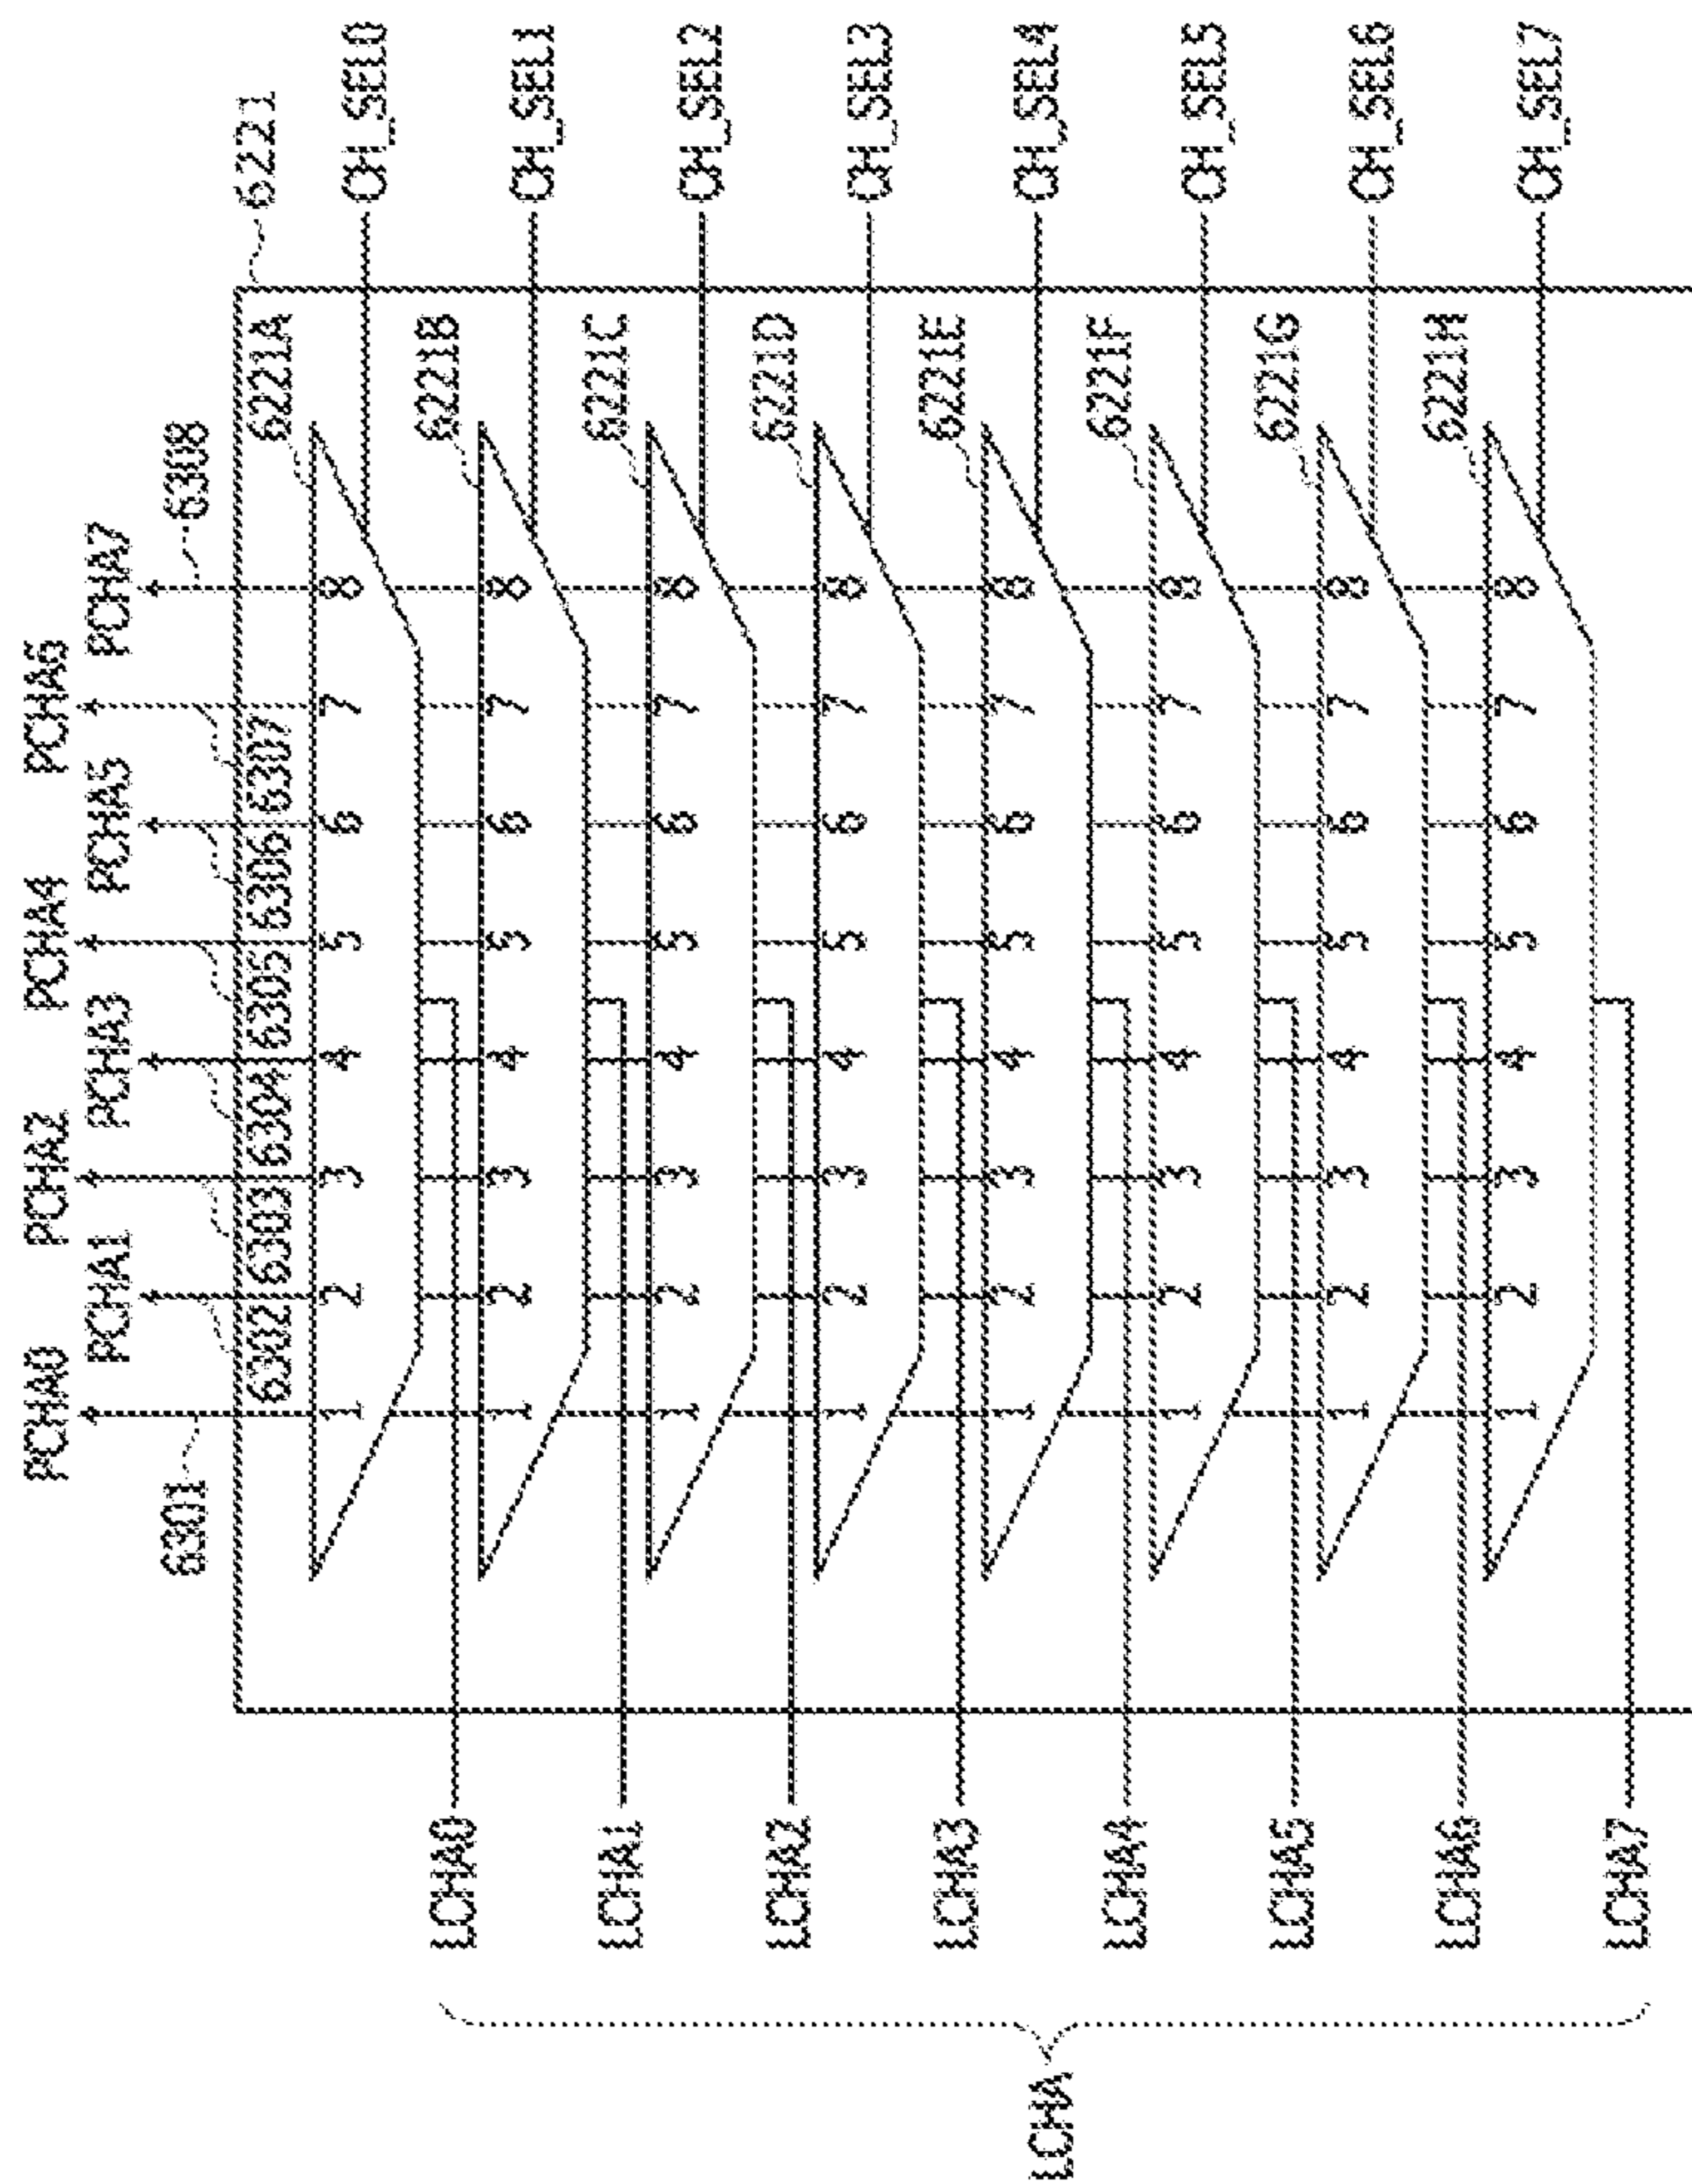 PCHA0 PCHA2 PCHA4 PCHA6
PCHA1 PCHA3 PCHA5 PCHA7
6301 6308
6302 6303 6304 6305 6306 6307 6221
1 2 3 4 5 6 7 8 6221A CH_SEL0
LCHA0
1 2 3 4 5 6 7 8 6221B CH_SEL1
LCHA1
1 2 3 4 5 6 7 8 6221C CH_SEL2
LCHA2
1 2 3 4 5 6 7 8 6221D CH_SEL3
LCHA3
1 2 3 4 5 6 7 8 6221E CH_SEL4
LCHA4
1 2 3 4 5 6 7 8 6221F CH_SEL5
LCHA5
1 2 3 4 5 6 7 8 6221G CH_SEL6
LCHA6
1 2 3 4 5 6 7 8 6221H CH_SEL7
LCHA7
LCHA